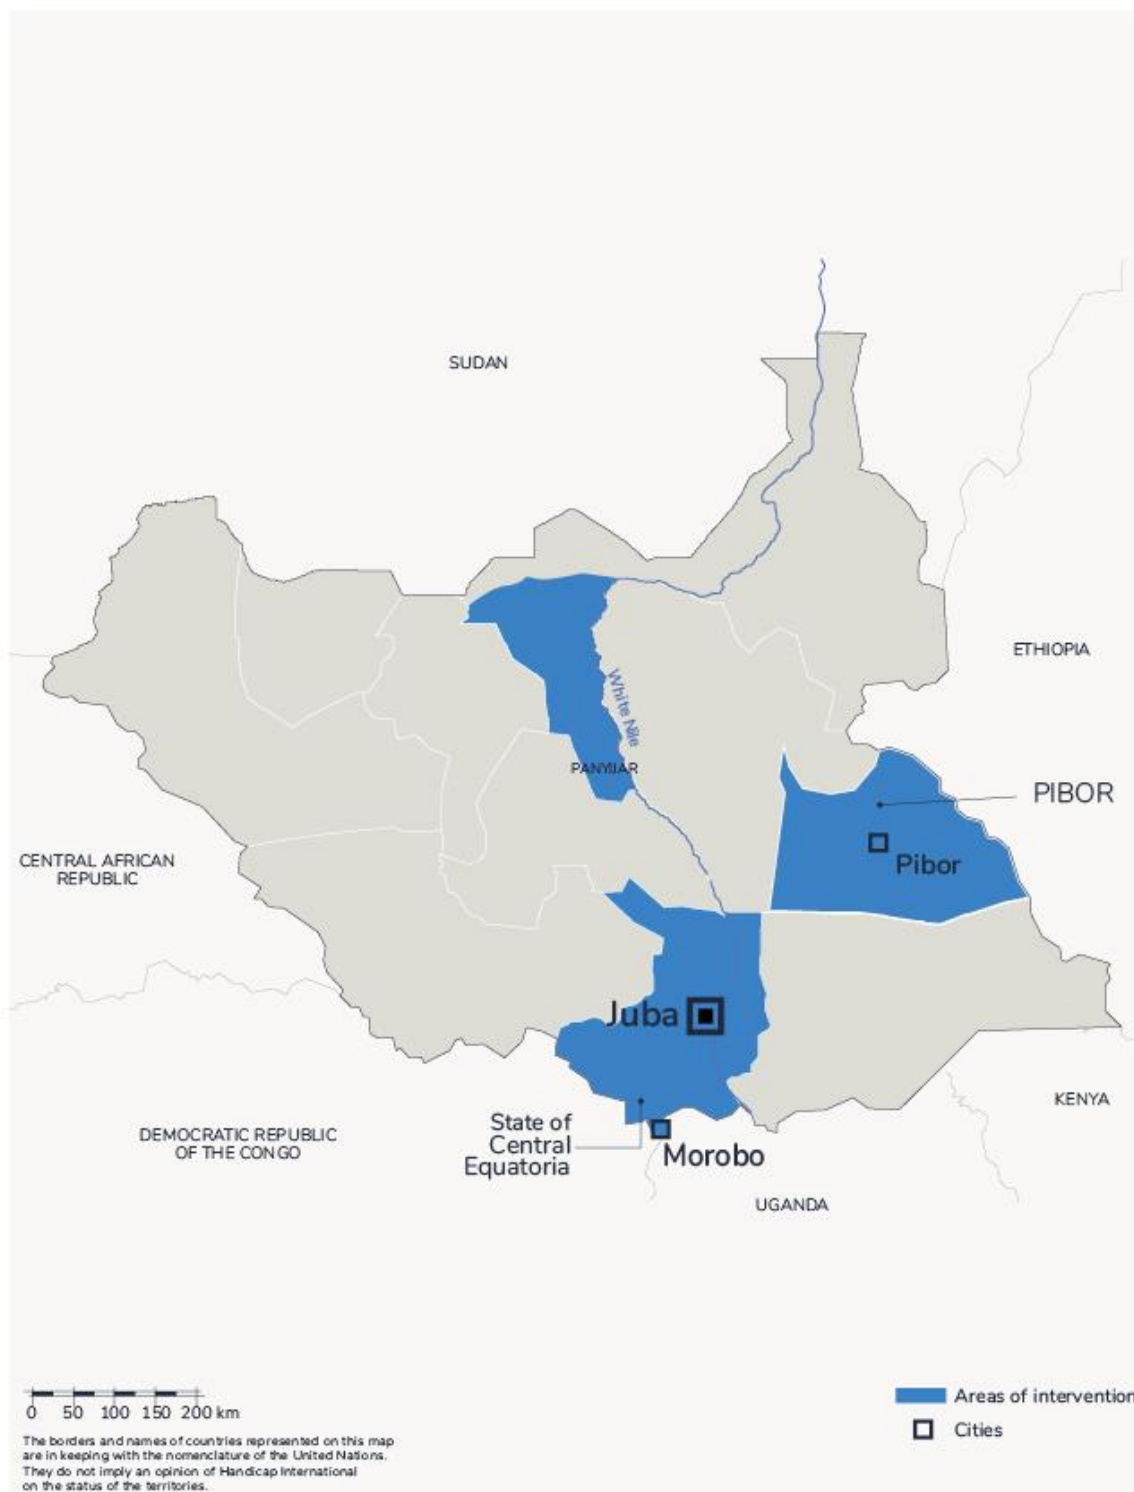 SUDAN
ETHIOPIA
White Nile
PANYIJAR
PIBOR
Pibor
CENTRAL AFRICAN
REPUBLIC
Juba
KENYA
State of
Central
Equatoria
DEMOCRATIC REPUBLIC
OF THE CONGO
Morobo
UGANDA
0 50 100 150 200 km
The borders and names of countries represented on this map
are in keeping with the nomenclature of the United Nations.
They do not imply an opinion of Handicap International
on the status of the territories.
Areas of intervention
Cities